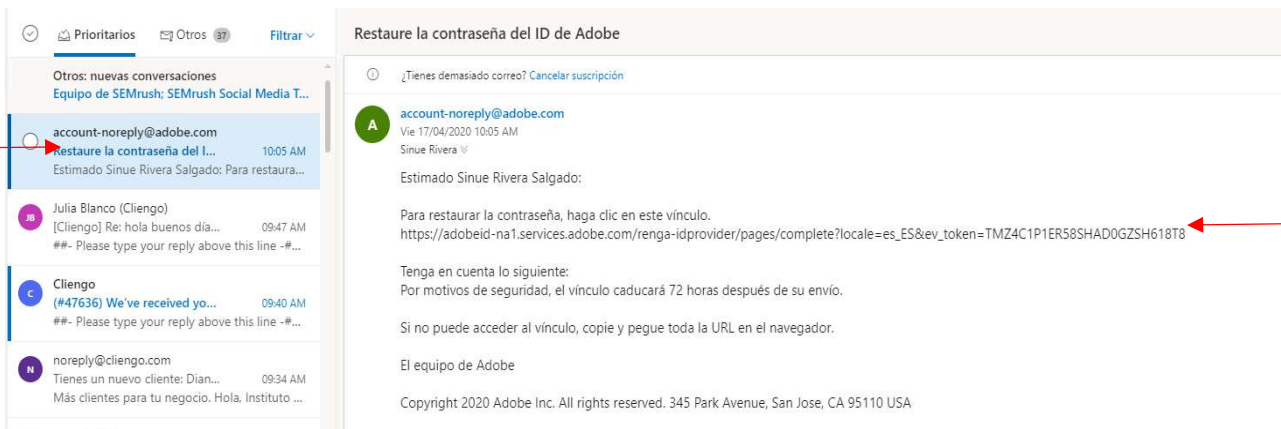 Prioritarios
Otros 37
Filtrar
Otros: nuevas conversaciones
Equipo de SEMrush; SEMrush Social Media T...
account-noreply@adobe.com
Restaure la contraseña del I... 10:05 AM
Estimado Sinue Rivera Salgado: Para restaura...
JB
Julia Blanco (Cliengo)
[Cliengo] Re: hola buenos día... 09:47 AM
##- Please type your reply above this line -#...
C
Cliengo
(#47636) We've received yo... 09:40 AM
##- Please type your reply above this line -#...
N
noreply@cliengo.com
Tienes un nuevo cliente: Dian... 09:34 AM
Más clientes para tu negocio. Hola, Instituto ...
Restaure la contraseña del ID de Adobe
¿Tienes demasiado correo? Cancelar suscripción
A
account-noreply@adobe.com
Vie 17/04/2020 10:05 AM
Sinue Rivera
Estimado Sinue Rivera Salgado:
Para restaurar la contraseña, haga clic en este vínculo.
https://adobeid-na1.services.adobe.com/renga-idprovider/pages/complete?locale=es_ES&ev_token=TMZ4C1P1ER58SHAD0GZSH618T8
Tenga en cuenta lo siguiente:
Por motivos de seguridad, el vínculo caducará 72 horas después de su envío.
Si no puede acceder al vínculo, copie y pegue toda la URL en el navegador.
El equipo de Adobe
Copyright 2020 Adobe Inc. All rights reserved. 345 Park Avenue, San Jose, CA 95110 USA